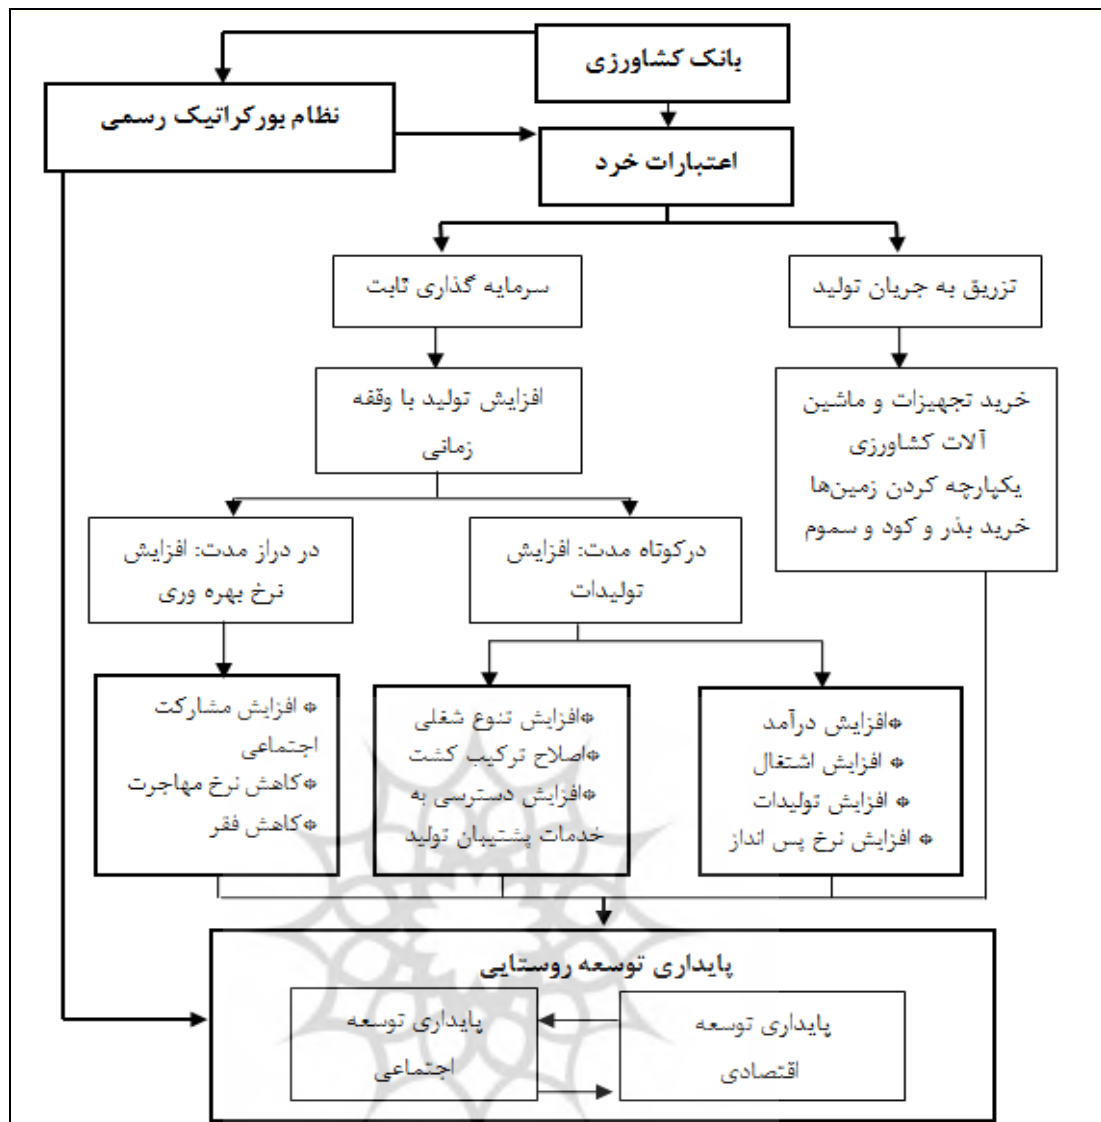 بانک کشاورزی
نظام بورکراتیک رسمی
اعتبارات خرد
تزریق به جریان تولید
سرمایه گذاری ثابت
خرید تجهیزات و ماشین
آلات کشاورزی
یکپارچه کردن زمین‌ها
خرید بذر و کود و سموم
افزایش تولید با وقفه
زمانی
درکوتاه مدت: افزایش
تولیدات
در دراز مدت: افزایش
نرخ بهره وری
*افزایش درآمد
* افزایش اشتغال
* افزایش تولیدات
* افزایش نرخ پس انداز
*افزایش تنوع شغلی
*اصلاح ترکیب کشت
*افزایش دسترسی به
خدمات پشتیبان تولید
* افزایش مشارکت
اجتماعی
*کاهش نرخ مهاجرت
*کاهش فقر
پایداری توسعه روستایی
پایداری توسعه
اقتصادی
پایداری توسعه
اجتماعی